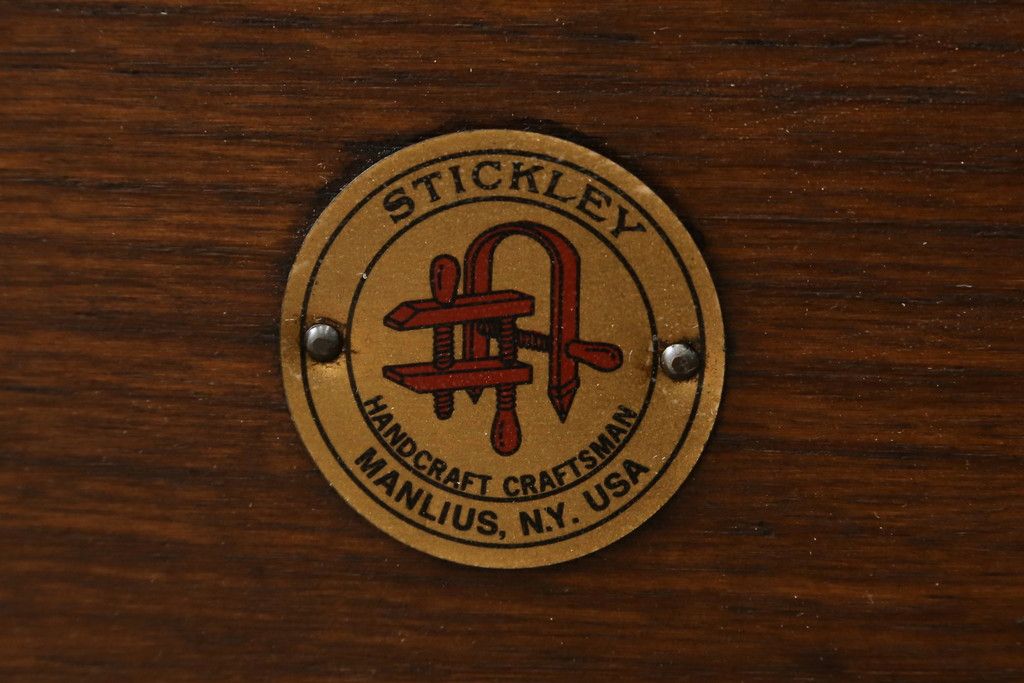 STICKLEY
HANDCRAFT CRAFTSMAN
MANLIUS, N.Y. USA